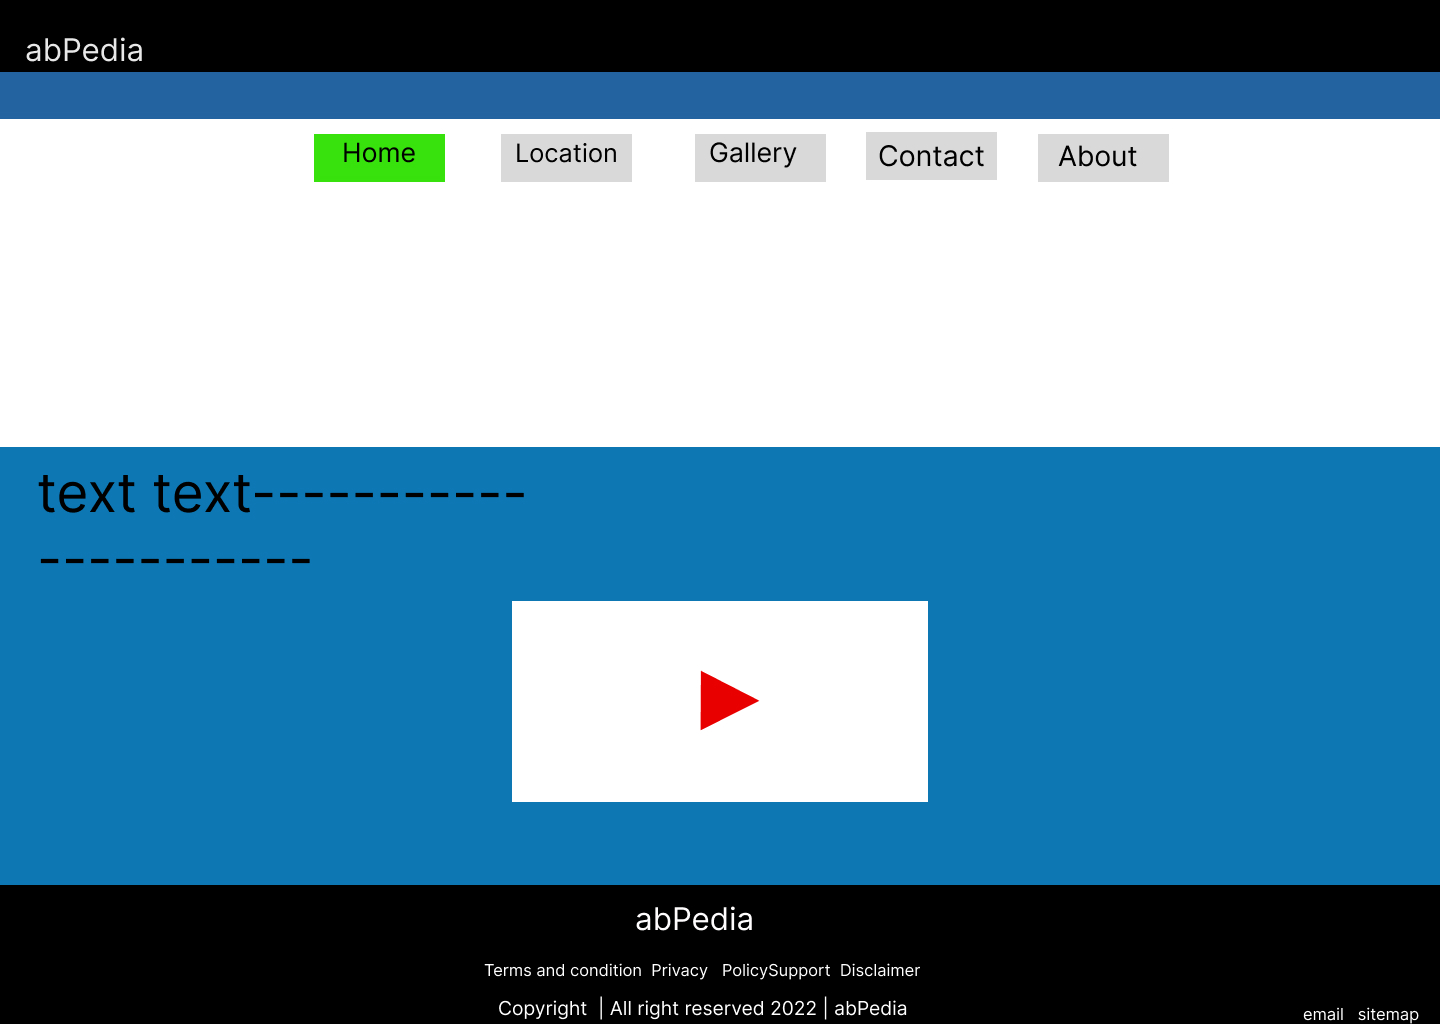 abPedia
Home Location Gallery Contact About
text text-----------
-----------
abPedia
Terms and condition Privacy PolicySupport Disclaimer
Copyright | All right reserved 2022 | abPedia
email sitemap